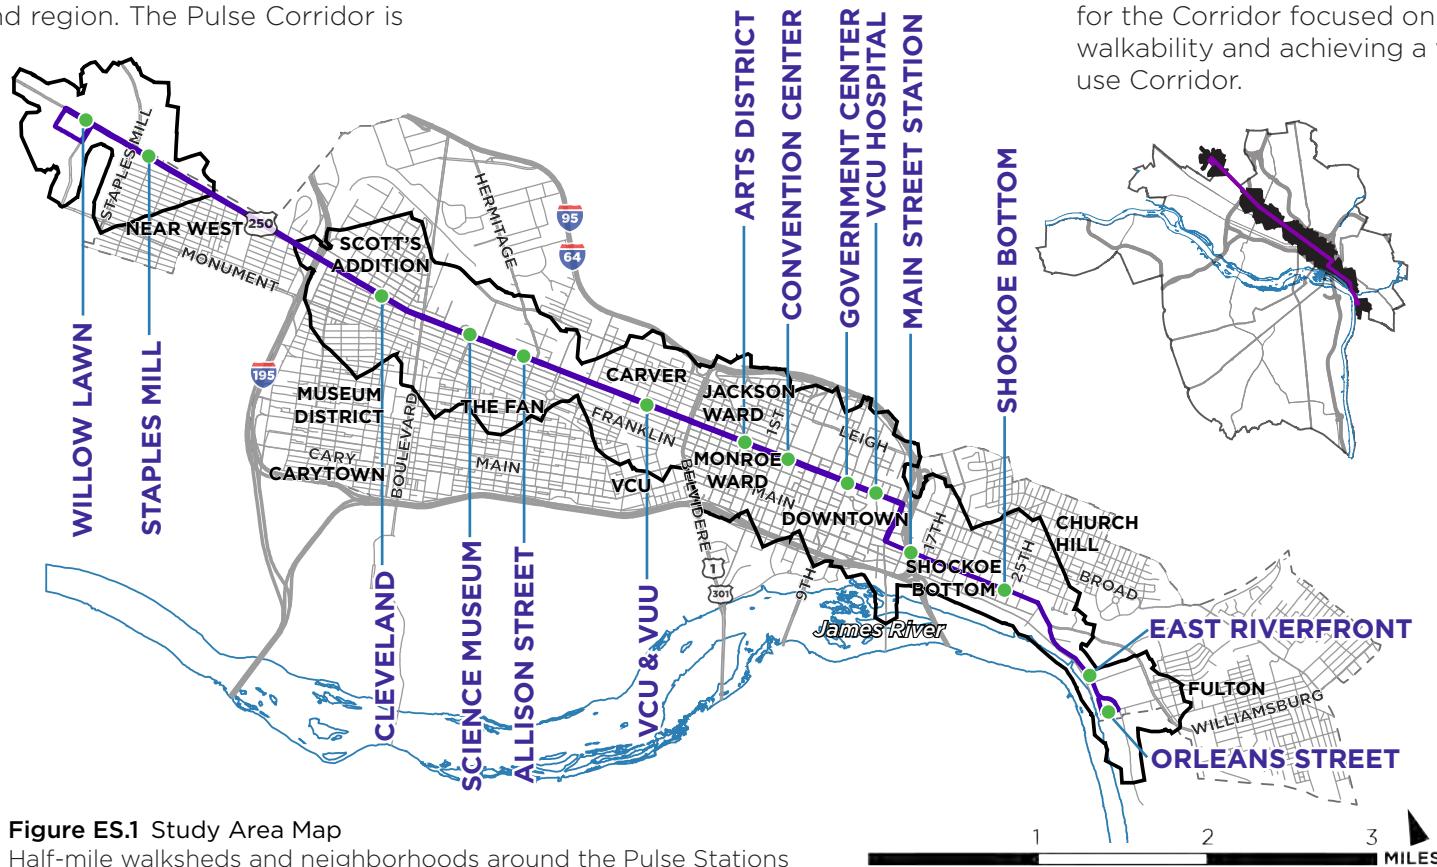 nd region. The Pulse Corridor is
for the Corridor focused on
walkability and achieving a
use Corridor.
WILLOW LAWN
STAPLES MILL
CLEVELAND
SCIENCE MUSEUM
ALLISON STREET
VCU & VUU
ARTS DISTRICT
CONVENTION CENTER
GOVERNMENT CENTER
VCU HOSPITAL
MAIN STREET STATION
SHOCKOE BOTTOM
EAST RIVERFRONT
ORLEANS STREET
STAPLES MILL
NEAR WEST
250
MONUMENT
SCOTT'S
ADDITION
HERMITAGE
95
64
195
MUSEUM
DISTRICT
BOULEVARD
THE FAN
CARY
CARYTOWN
MAIN
FRANKLIN
CARVER
VCU
BELVIDERE
JACKSON
WARD
1ST
MONROE
WARD
MAIN
LEIGH
DOWNTOWN
1
301
9TH
17TH
SHOCKOE
BOTTOM
25TH
CHURCH
HILL
BROAD
James River
FULTON
WILLIAMSBURG
Figure ES.1 Study Area Map
Half-mile walksheds and neighborhoods around the Pulse Stations
1 2 3
MILES